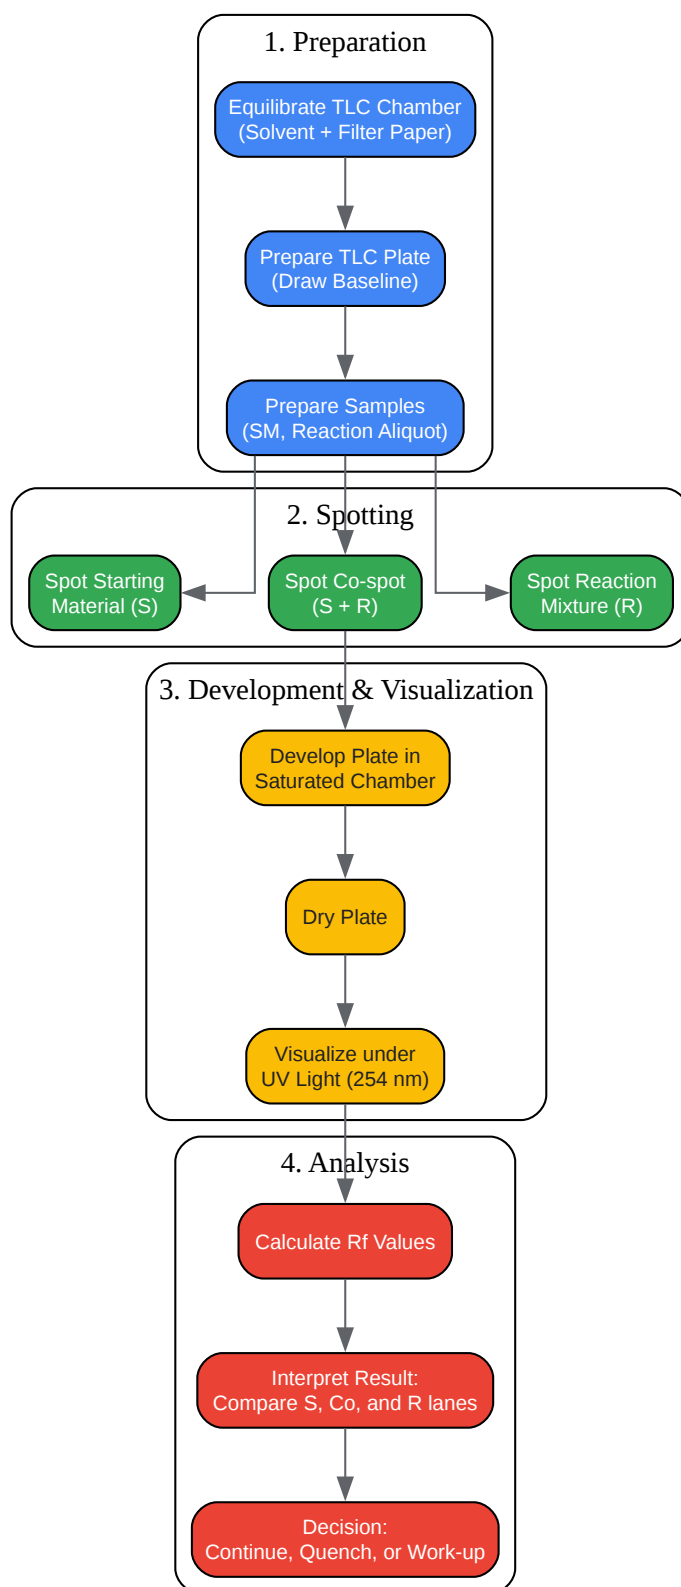 1. Preparation
Equilibrate TLC Chamber
(Solvent + Filter Paper)
Prepare TLC Plate
(Draw Baseline)
Prepare Samples
(SM, Reaction Aliquot)
2. Spotting
Spot Starting
Material (S)
Spot Co-spot
(S + R)
Spot Reaction
Mixture (R)
3. Development & Visualization
Develop Plate in
Saturated Chamber
Dry Plate
Visualize under
UV Light (254 nm)
4. Analysis
Calculate Rf Values
Interpret Result:
Compare S, Co, and R lanes
Decision:
Continue, Quench, or Work-up